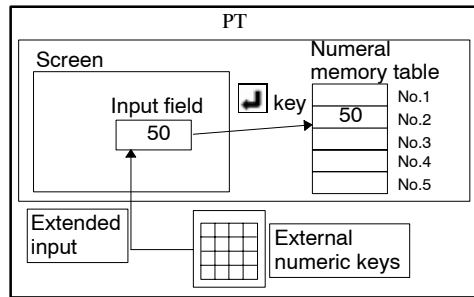 PT
Screen
Numeral
memory table
Input field
50
key
50
No.1
No.2
No.3
No.4
No.5
Extended
input
External
numeric keys